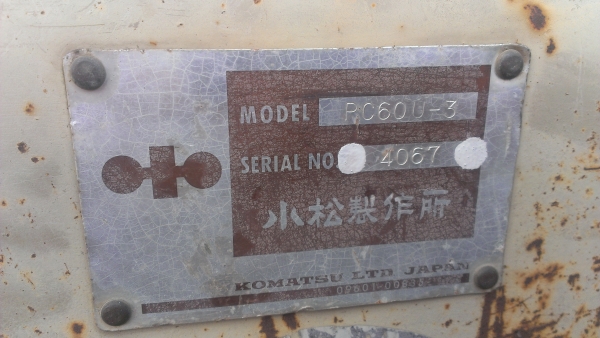 MODEL PC60U-3
SERIAL NO 4067
小松製作所
KOMATSU LTD JAPAN